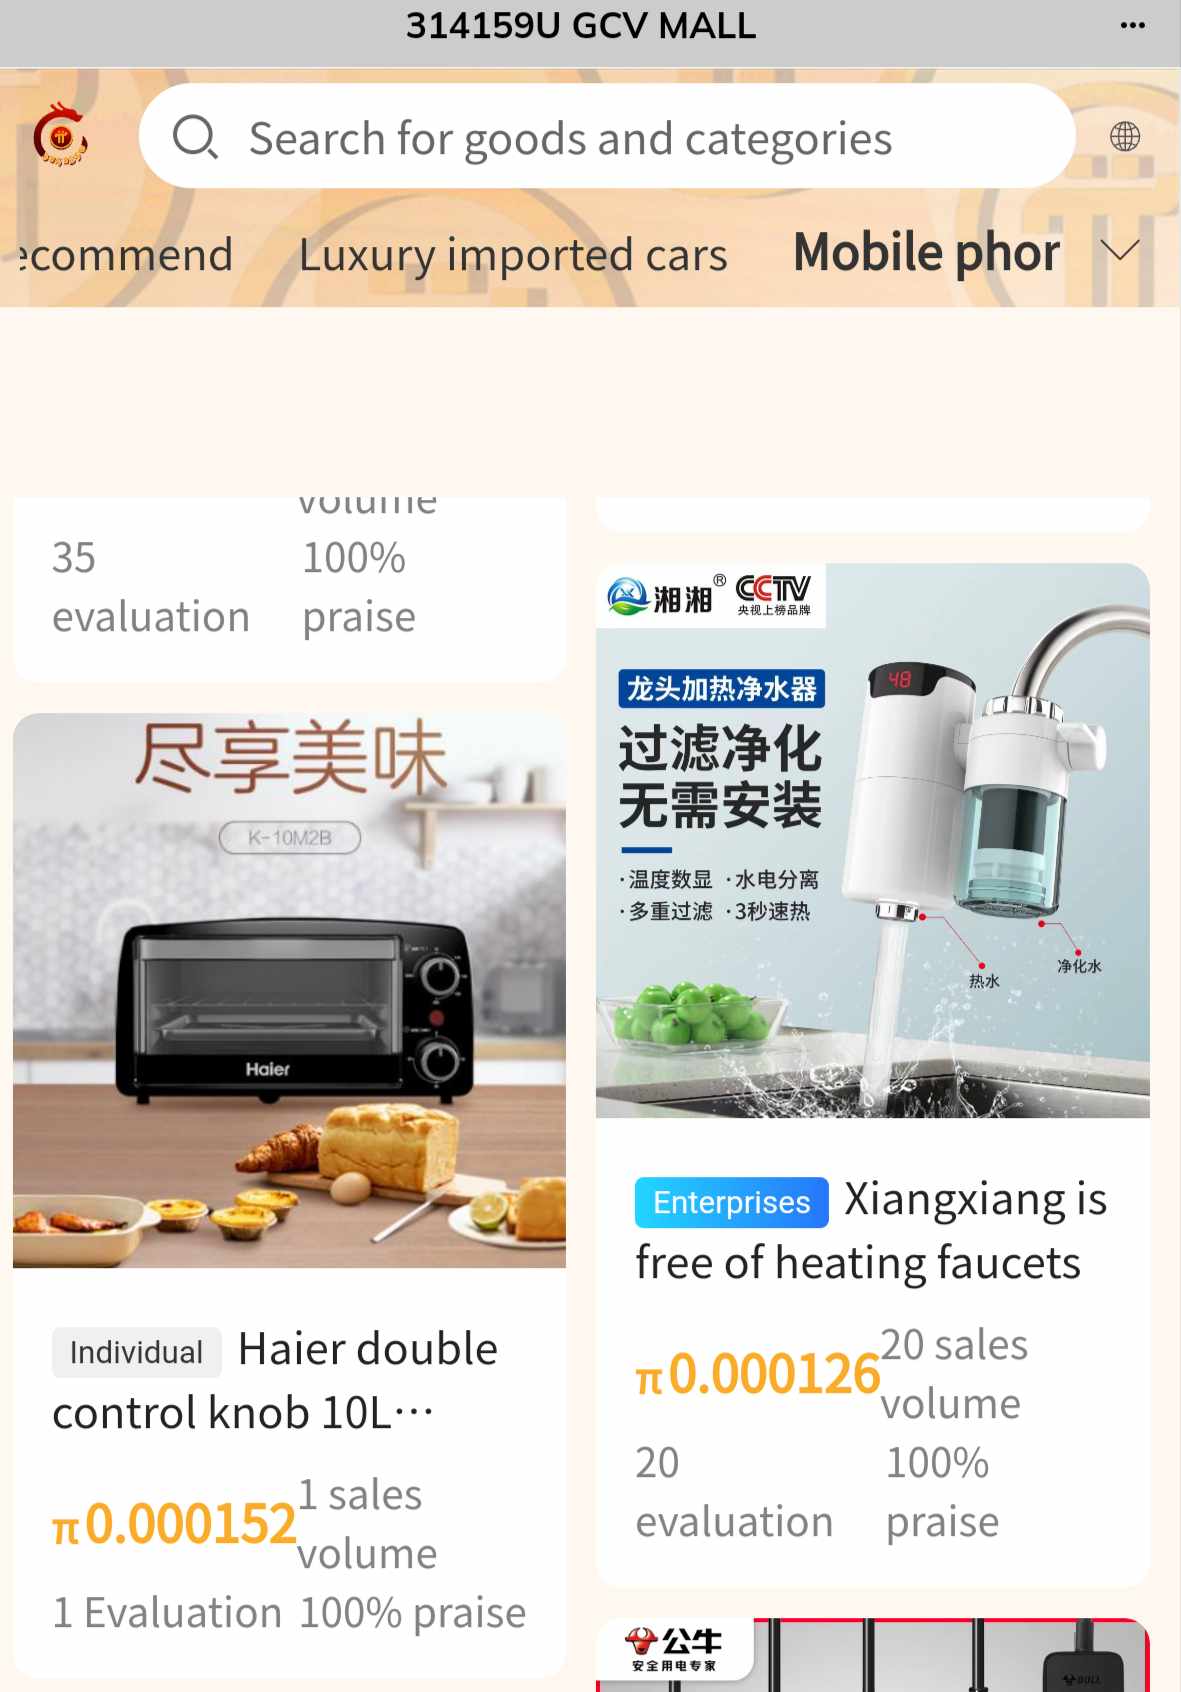 314159U GCV MALL
Search for goods and categories
ecommend
Luxury imported cars
Mobile phor
volume
35
evaluation
100%
praise
尽享美味
K-10M2B
Haier
Individual
Haier double
control knob 10L…
π0.000152
1 sales
volume
1 Evaluation
100% praise
湘湘®
CCTV
央视上榜品牌
龙头加热净水器
48
过滤净化
无需安装
·温度数显 ·水电分离
·多重过滤 ·3秒速热
热水
净化水
Enterprises
Xiangxiang is
free of heating faucets
π0.000126
20 sales
volume
20
evaluation
100%
praise
公牛
安全用电专家
BULL